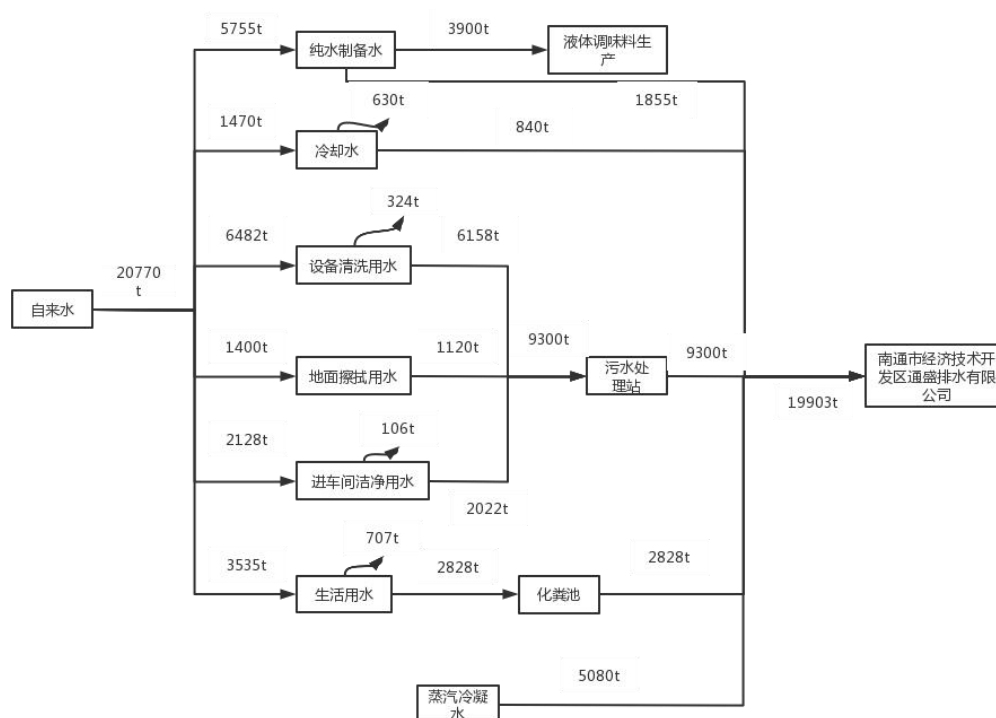 5755t
3900t
纯水制备水
液体调味料生
产
630t
1855t
1470t
840t
冷却水
324t
6482t
6158t
设备清洗用水
20770
t
自来水
1400t
1120t
9300t
9300t
地面擦拭用水
污水处
理站
南通市经济技术开
发区通盛排水有限
公司
19903t
2128t
106t
进车间洁净用水
2022t
707t
3535t
2828t
2828t
生活用水
化粪池
5080t
蒸汽冷凝
水